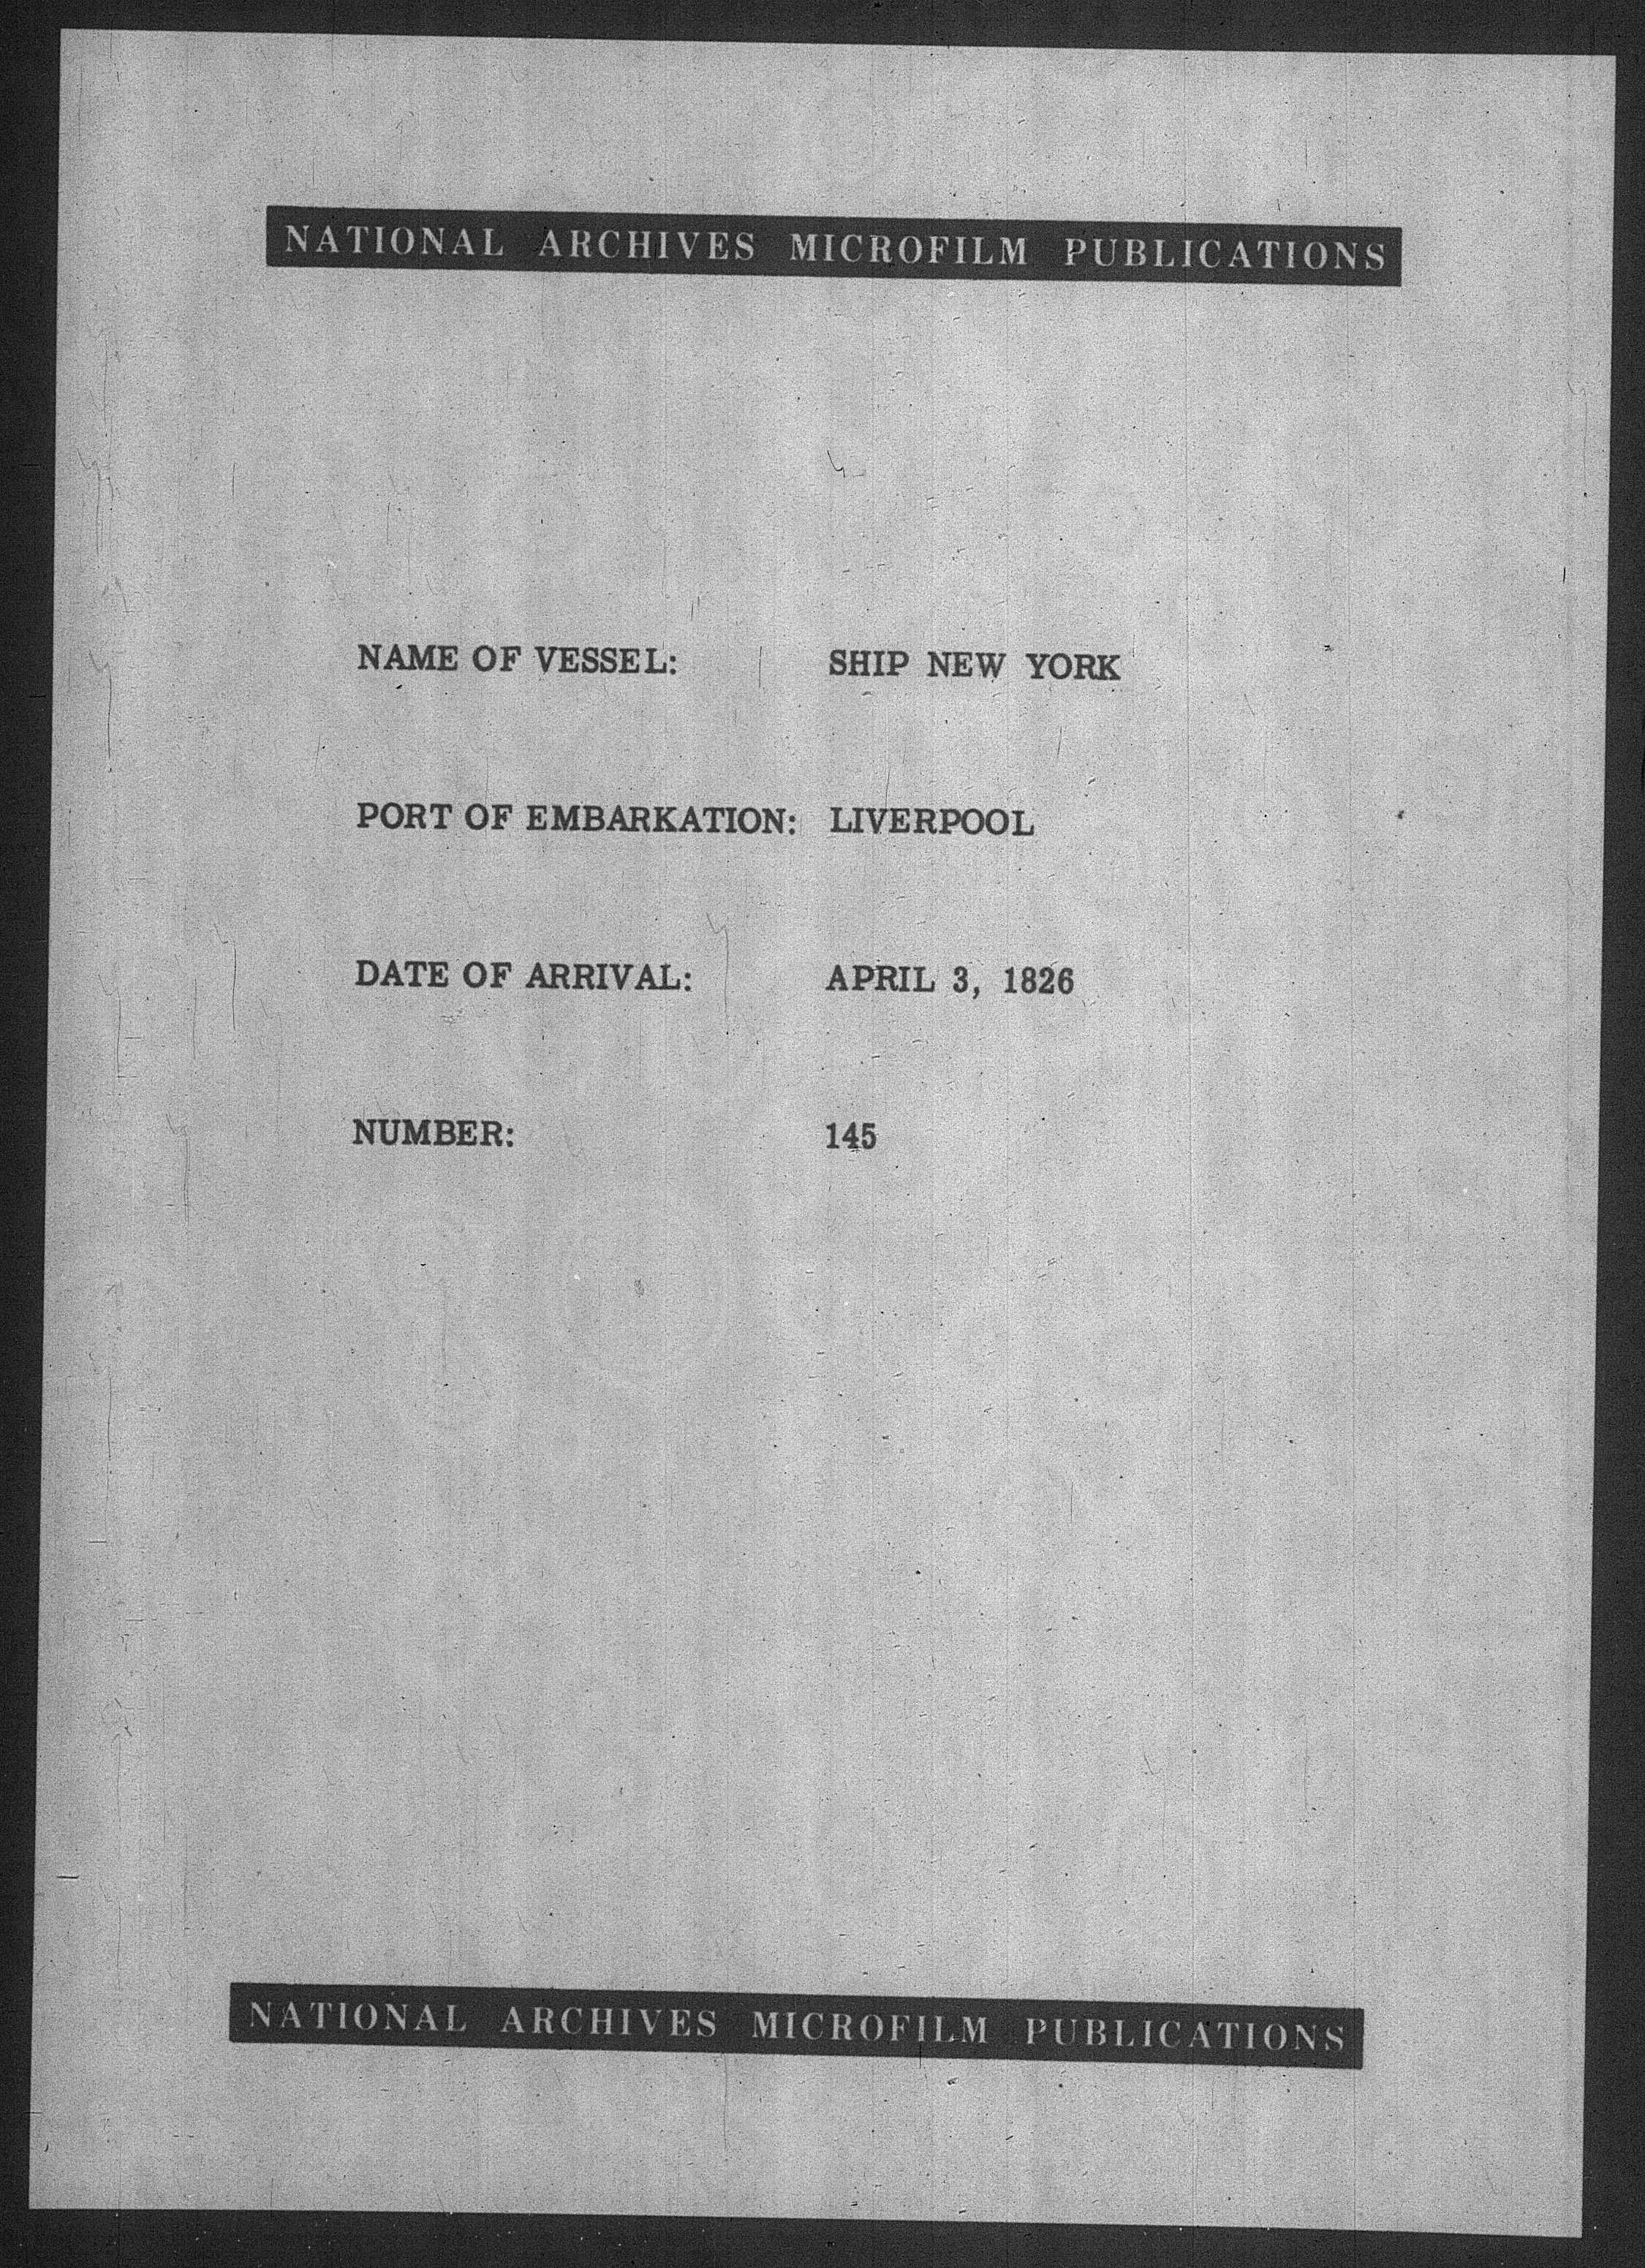 NATIONAL ARCHIVES MICROFILM PUBLICATIONS
NAME OF VESSEL: SHIP NEW YORK
PORT OF EMBARKATION: LIVERPOOL
DATE OF ARRIVAL: APRIL 3, 1826
NUMBER: 145
NATIONAL ARCHIVES MICROFILM PUBLICATIONS